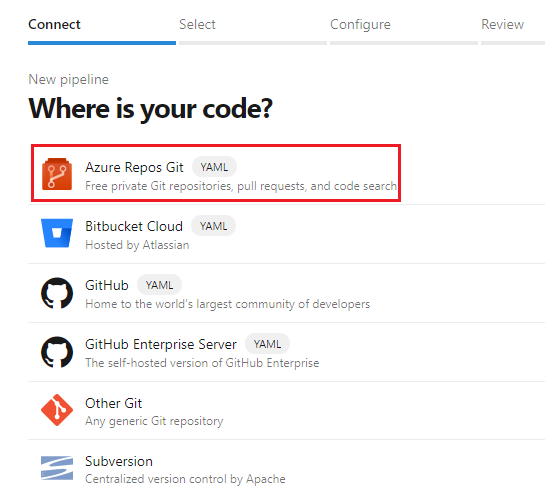 Connect Select Configure Review
New pipeline
Where is your code?
Azure Repos Git YAML
Free private Git repositories, pull requests, and code search
Bitbucket Cloud YAML
Hosted by Atlassian
GitHub YAML
Home to the world's largest community of developers
GitHub Enterprise Server YAML
The self-hosted version of GitHub Enterprise
Other Git
Any generic Git repository
Subversion
Centralized version control by Apache